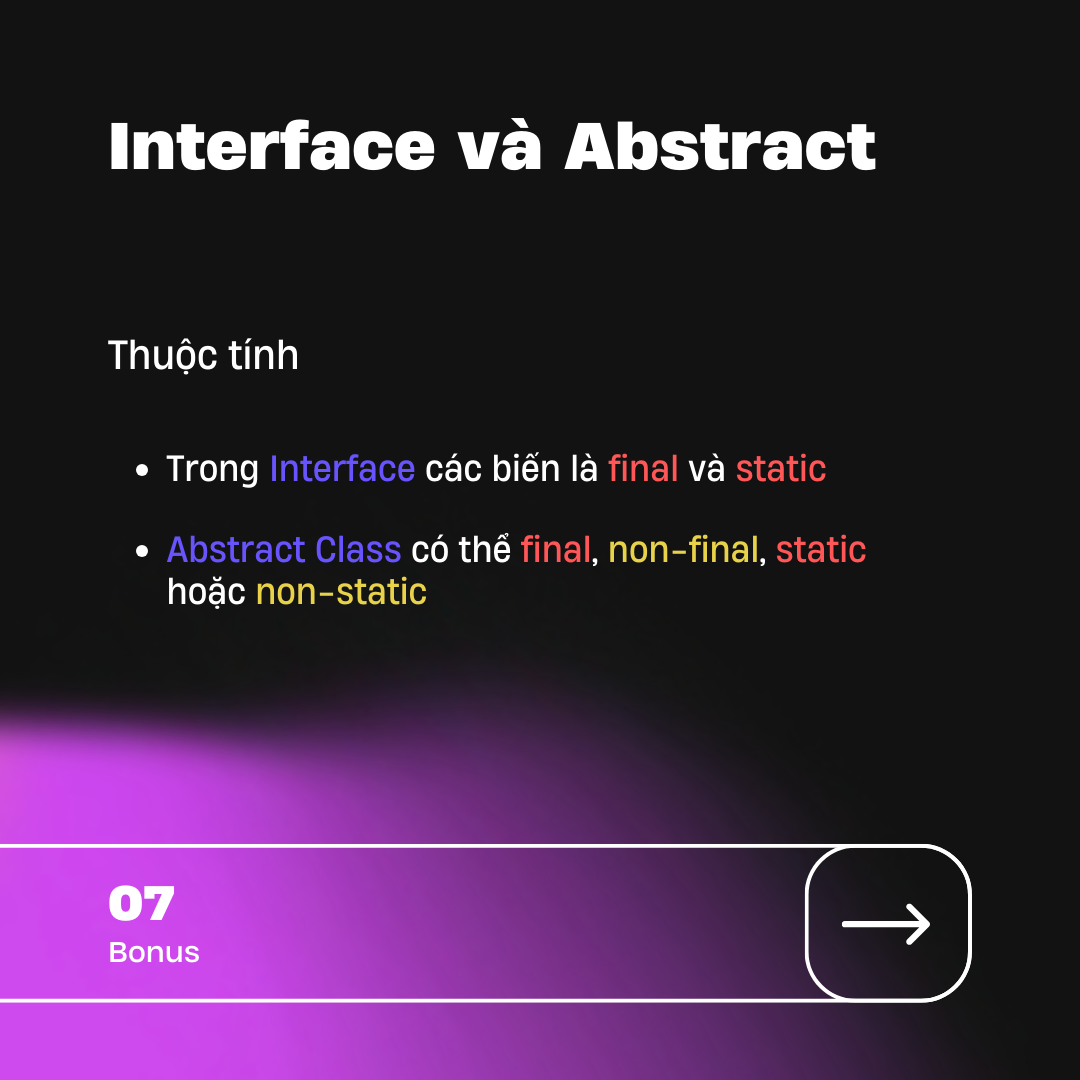 Interface và Abstract
Thuộc tính
• Trong Interface các biến là final và static
• Abstract Class có thể final, non-final, static
hoặc non-static
07
Bonus